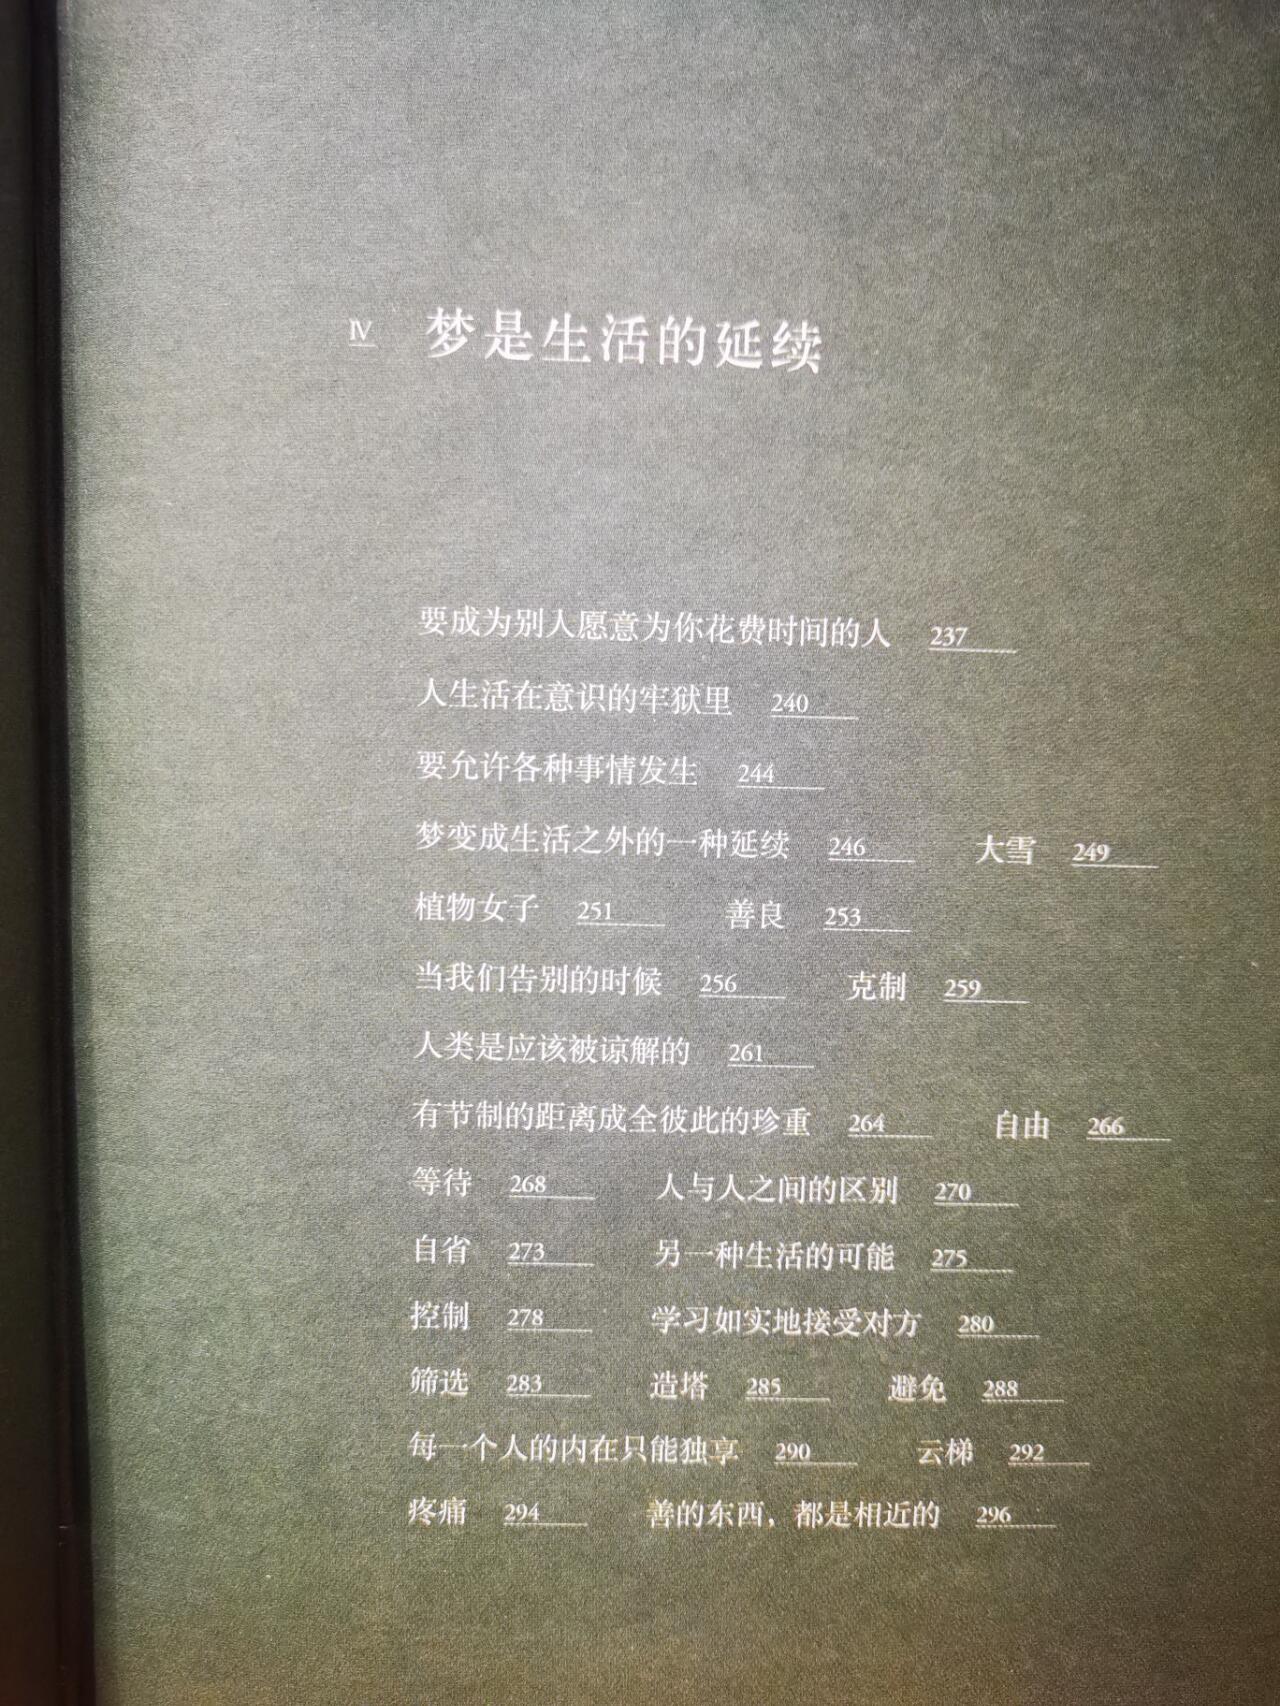 Ⅳ 梦是生活的延续
要成为别人愿意为你花费时间的人 237
人生活在意识的牢狱里 240
要允许各种事情发生 244
梦变成生活之外的一种延续 246 大雪 249
植物女子 251 善良 253
当我们告别的时候 256 克制 259
人类是应该被谅解的 261
有节制的距离成全彼此的珍重 264 自由 266
等待 268 人与人之间的区别 270
自省 273 另一种生活的可能 275
控制 278 学习如实地接受对方 280
筛选 283 造塔 285 避免 288
每一个人的内在只能独享 290 云梯 292
疼痛 294 善的东西，都是相近的 296